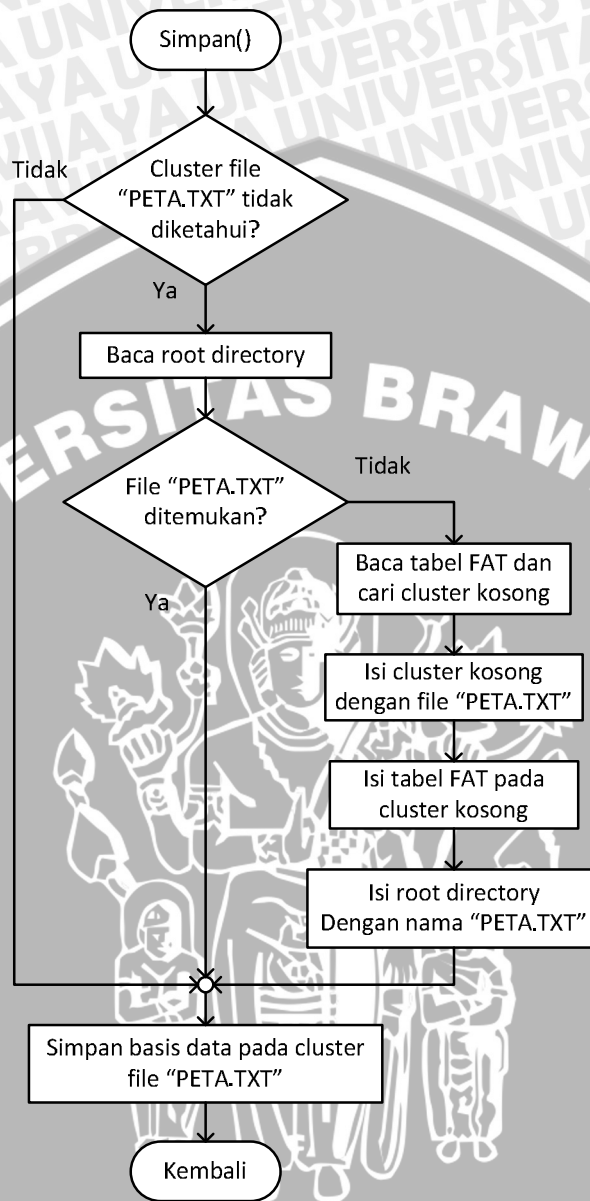 Simpan()
Tidak
Cluster file
“PETA.TXT” tidak
diketahui?
Ya
Baca root directory
ERSITAS BRAW
File “PETA.TXT”
ditemukan?
Tidak
Ya
Baca tabel FAT dan
cari cluster kosong
Isi cluster kosong
dengan file “PETA.TXT”
Isi tabel FAT pada
cluster kosong
Isi root directory
Dengan nama “PETA.TXT”
Simpan basis data pada cluster
file “PETA.TXT”
Kembali